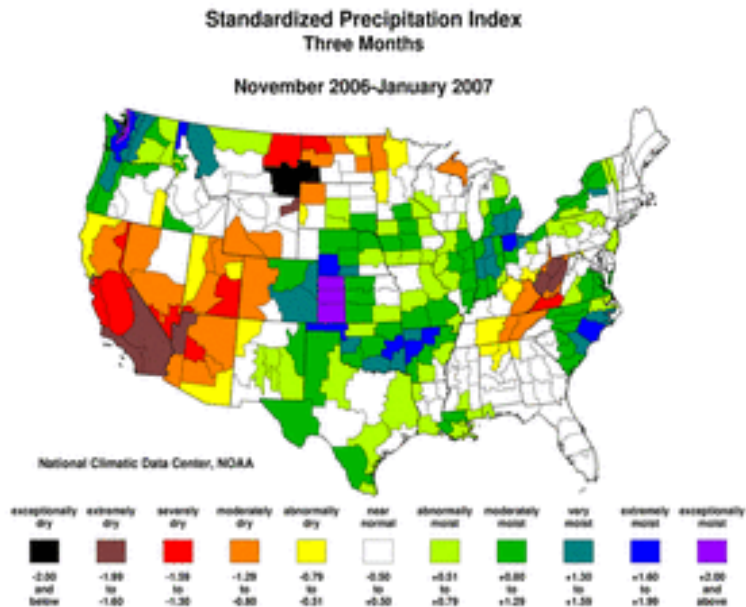 Standardized Precipitation Index
Three Months
November 2006-January 2007
National Climatic Data Center, NOAA
exceptionally dry
extremely dry
severely dry
moderately dry
abnormally dry
near normal
abnormally moist
moderately moist
very moist
extremely moist
exceptionally moist
-2.00 and below
-1.99 to -1.60
-1.59 to -1.30
-1.29 to -0.80
-0.79 to -0.51
-0.50 to +0.50
+0.51 to +0.79
+0.80 to +1.29
+1.30 to +1.59
+1.60 to +1.99
+2.00 and above